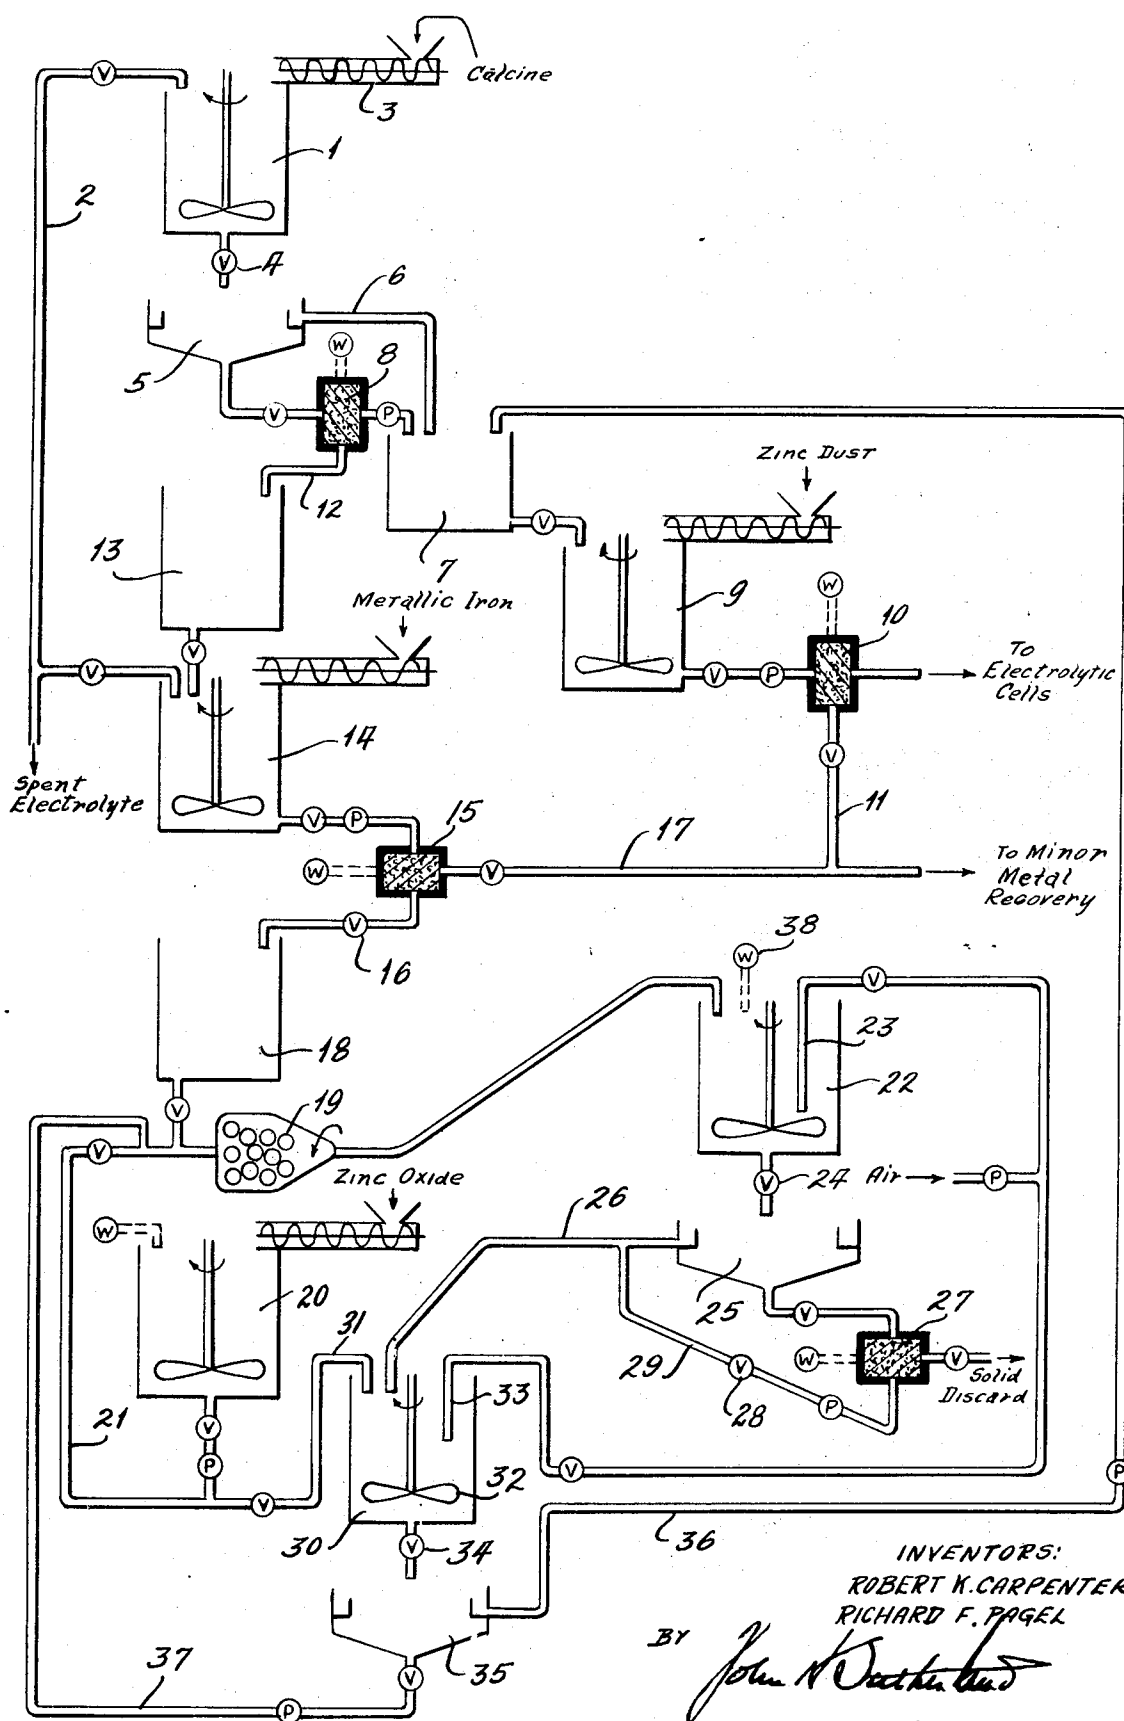 Calcine
3
1
2
V
4
V
6
5
W
8
V
P
12
7
13
Zinc Dust
V
9
W
10
To
Electrolytic
Cells
V
P
V
11
Metallic Iron
V
V
14
Spent
Electrolyte
V
P
15
W
V
17
To Minor
Metal
Recovery
V
16
18
38
W
V
23
22
V
24
Air
P
V
V
19
Zinc Oxide
W
20
26
25
V
27
W
V
Solid
Discard
29
V
28
P
31
33
21
V
P
V
32
30
V
34
V
P
36
35
V
37
P
INVENTORS:
ROBERT K. CARPENTER
RICHARD F. PAGEL
BY